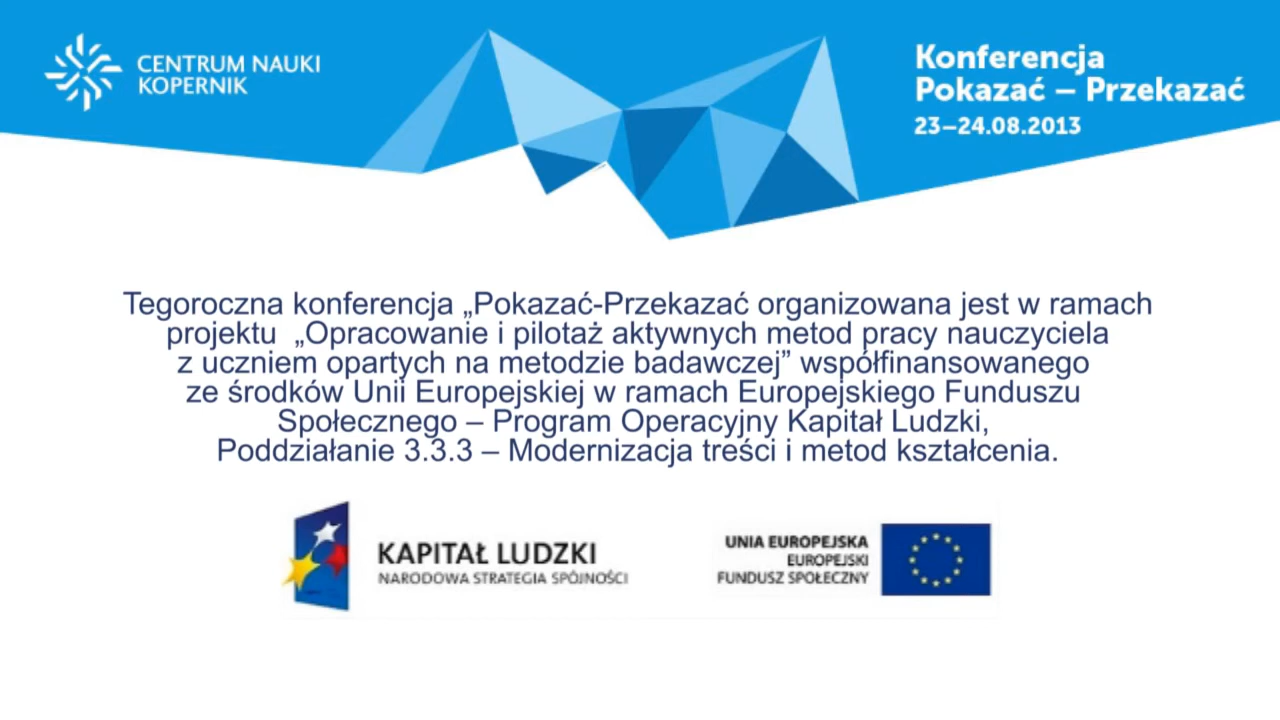 CENTRUM NAUKI
KOPERNIK
Konferencja
Pokazać – Przekazać
23–24.08.2013
Tegoroczna konferencja „Pokazać-Przekazać organizowana jest w ramach
projektu „Opracowanie i pilotaż aktywnych metod pracy nauczyciela
z uczniem opartych na metodzie badawczej” współfinansowanego
ze środków Unii Europejskiej w ramach Europejskiego Funduszu
Społecznego – Program Operacyjny Kapitał Ludzki,
Poddziałanie 3.3.3 – Modernizacja treści i metod kształcenia.
KAPITAŁ LUDZKI
NARODOWA STRATEGIA SPÓJNOŚCI
UNIA EUROPEJSKA
EUROPEJSKI
FUNDUSZ SPOŁECZNY